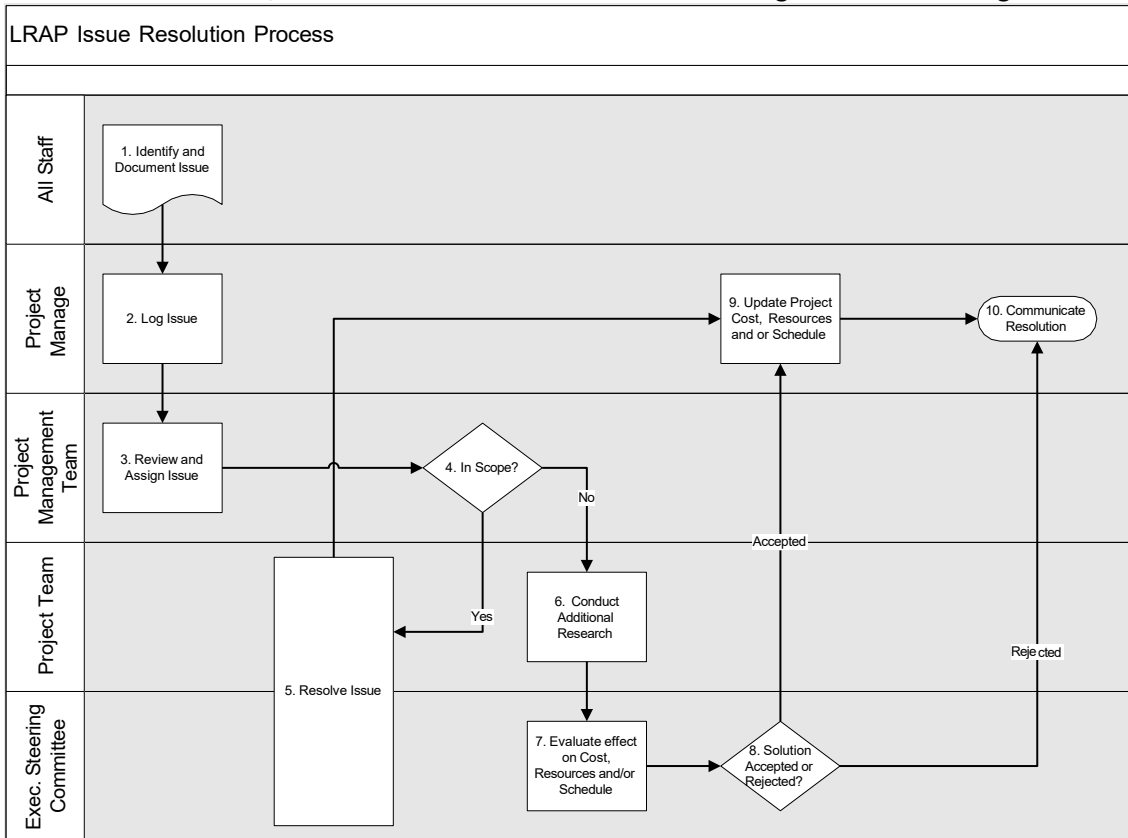 LRAP Issue Resolution Process
All Staff
1. Identify and
Document Issue
Project
Manage
2. Log Issue
9. Update Project
Cost, Resources
and or Schedule
10. Communicate
Resolution
Project
Management
Team
3. Review and
Assign Issue
4. In Scope?
No
Accepted
Project Team
Yes
6. Conduct
Additional
Research
Rejected
5. Resolve Issue
Exec. Steering
Committee
7. Evaluate effect
on Cost,
Resources and/or
Schedule
8. Solution
Accepted or
Rejected?